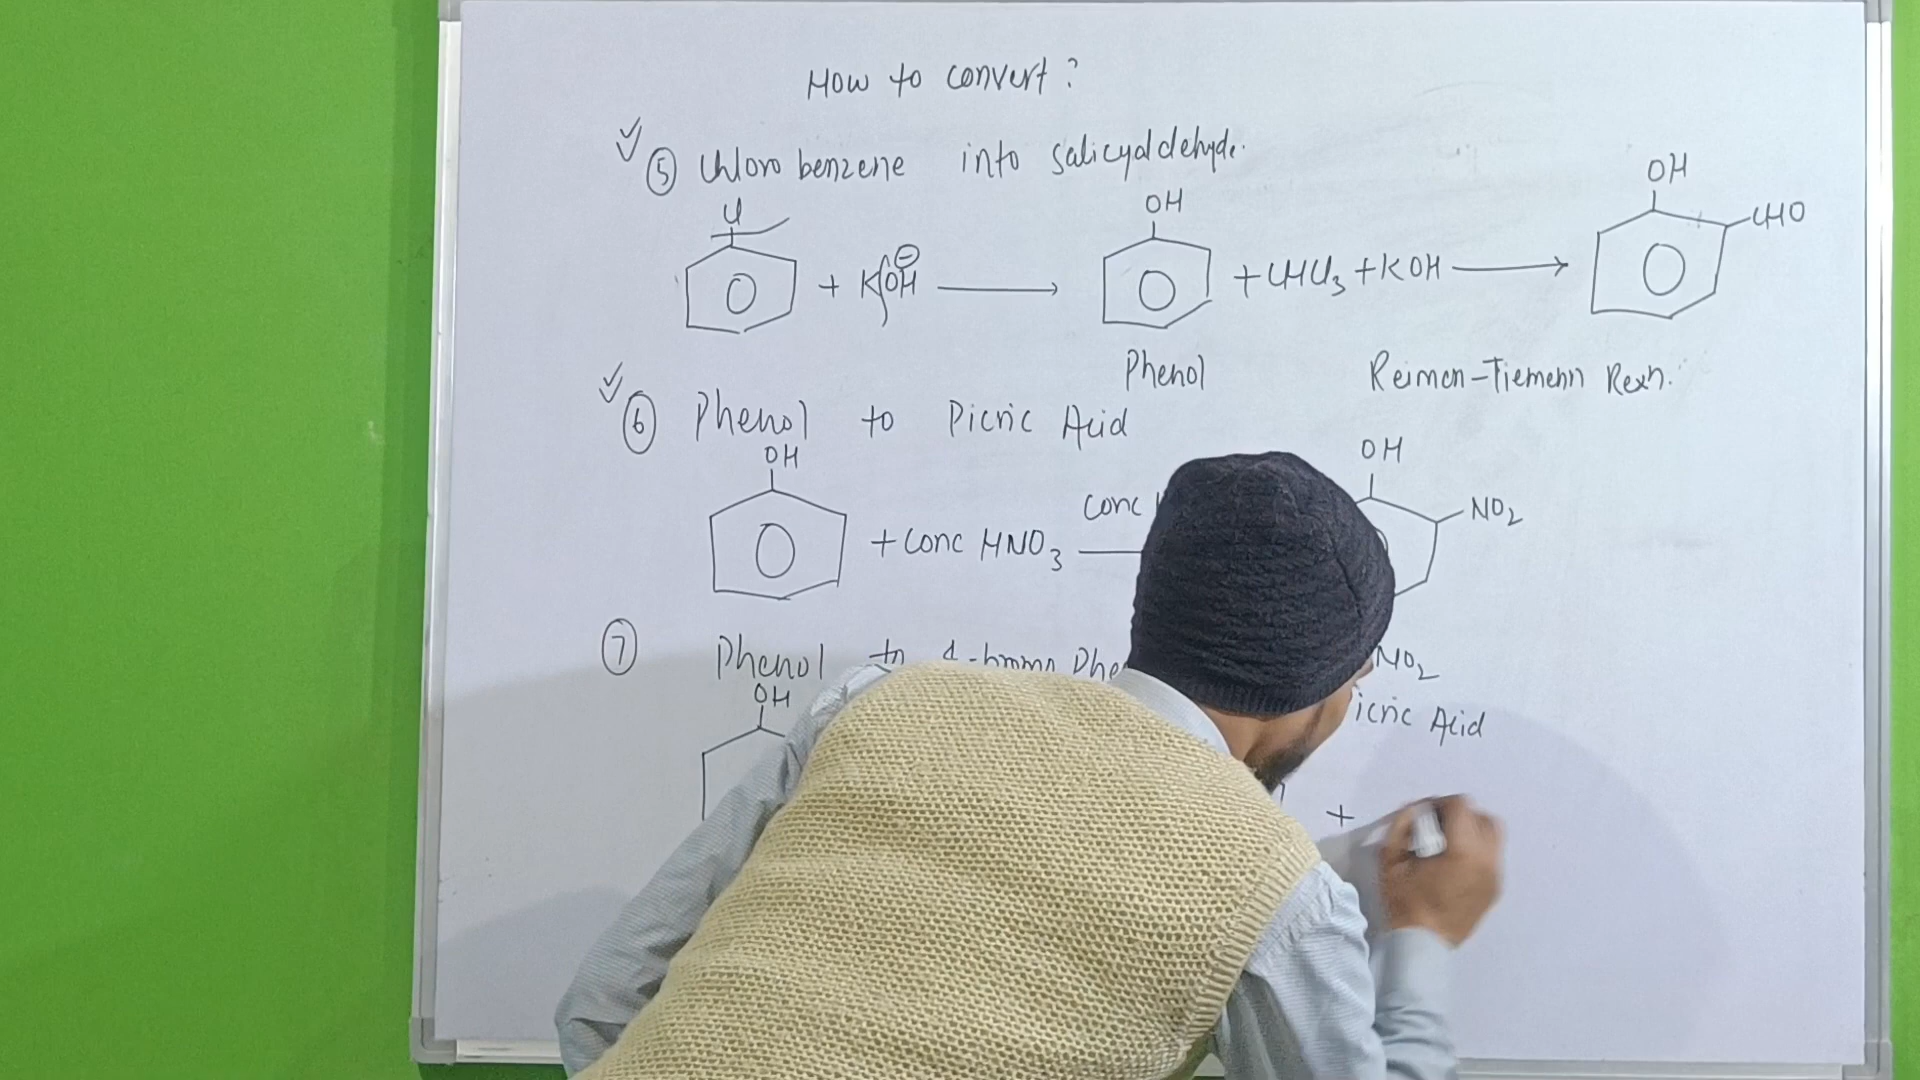 How to convert?
⑤ Chloro benzene into salicyaldehyde.
Cl
+ KOH ⊖
OH
+ CHCl3 + KOH
OH
CHO
Phenol
Reimen-Tiemenn Rexn.
⑥ Phenol to Picric Acid
OH
+ Conc HNO3
Conc
OH
NO2
NO2
icric Acid
⑦ Phenol to 4-bromo Phe
OH
+